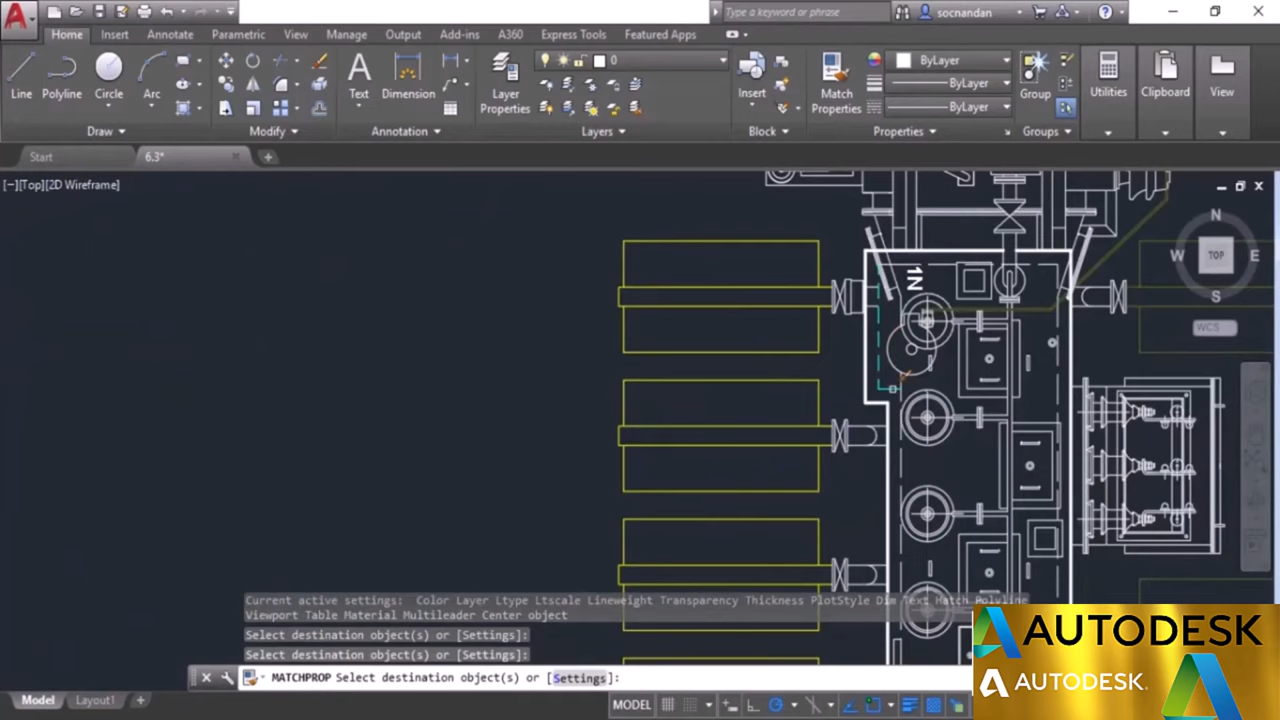 Type a keyword or phrase
socnandan
Home Insert Annotate Parametric View Manage Output Add-ins A360 Express Tools Featured Apps
0
ByLayer
Line Polyline Circle Arc Text Dimension Layer Properties Insert Match Properties ByLayer Group Utilities Clipboard View
ByLayer
Draw Modify Annotation Layers Block Properties Groups
Start 6.3*
[−][Top][2D Wireframe]
N
W TOP E
S
WCS
1N
Current active settings: Color Layer Ltype Ltscale Lineweight Transparency Thickness PlotStyle Dim Text Hatch Polyline
Viewport Table Material Multileader Center object
Select destination object(s) or [Settings]:
Select destination object(s) or [Settings]:
MATCHPROP Select destination object(s) or [Settings]:
Model Layout1
MODEL
AUTODESK
AUTODESK.